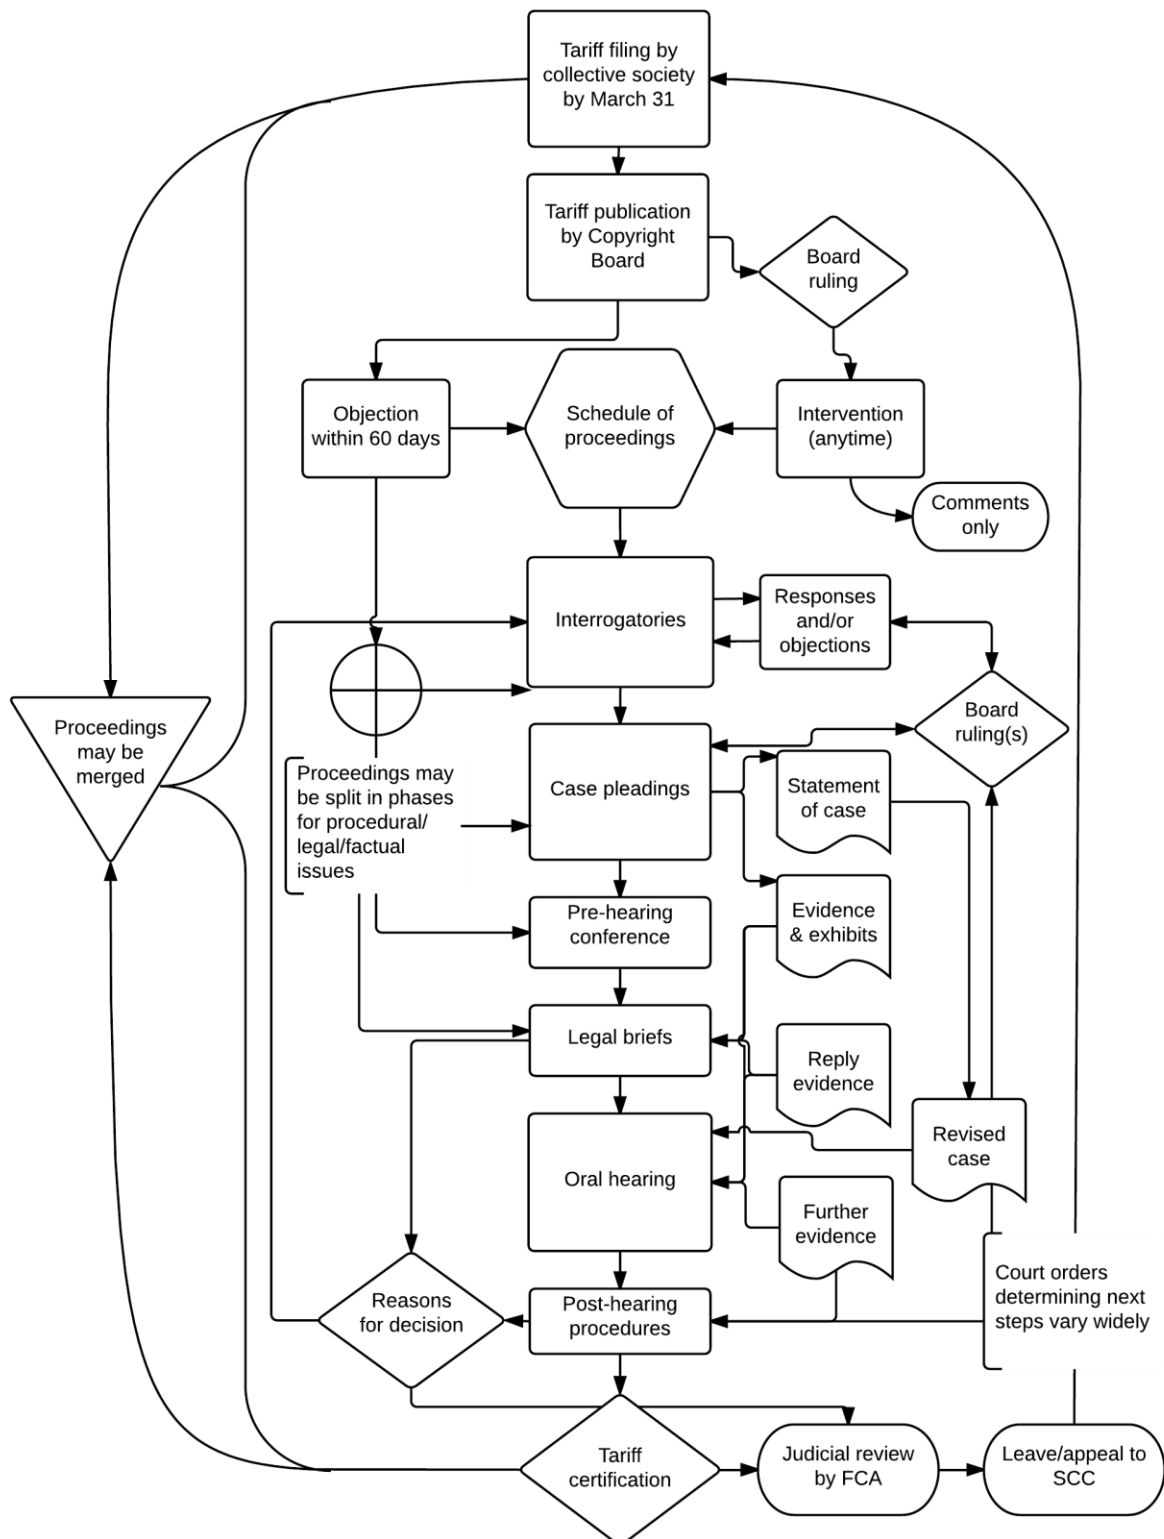 Tariff filing by
collective society
by March 31
Tariff publication
by Copyright
Board
Board
ruling
Objection
within 60 days
Schedule of
proceedings
Intervention
(anytime)
Comments
only
Interrogatories
Responses
and/or
objections
Proceedings
may be
merged
Board
ruling(s)
Proceedings may
be split in phases
for procedural/
legal/factual
issues
Case pleadings
Statement
of case
Pre-hearing
conference
Evidence
& exhibits
Legal briefs
Reply
evidence
Revised
case
Oral hearing
Further
evidence
Reasons
for decision
Post-hearing
procedures
Court orders
determining next
steps vary widely
Tariff
certification
Judicial review
by FCA
Leave/appeal to
SCC